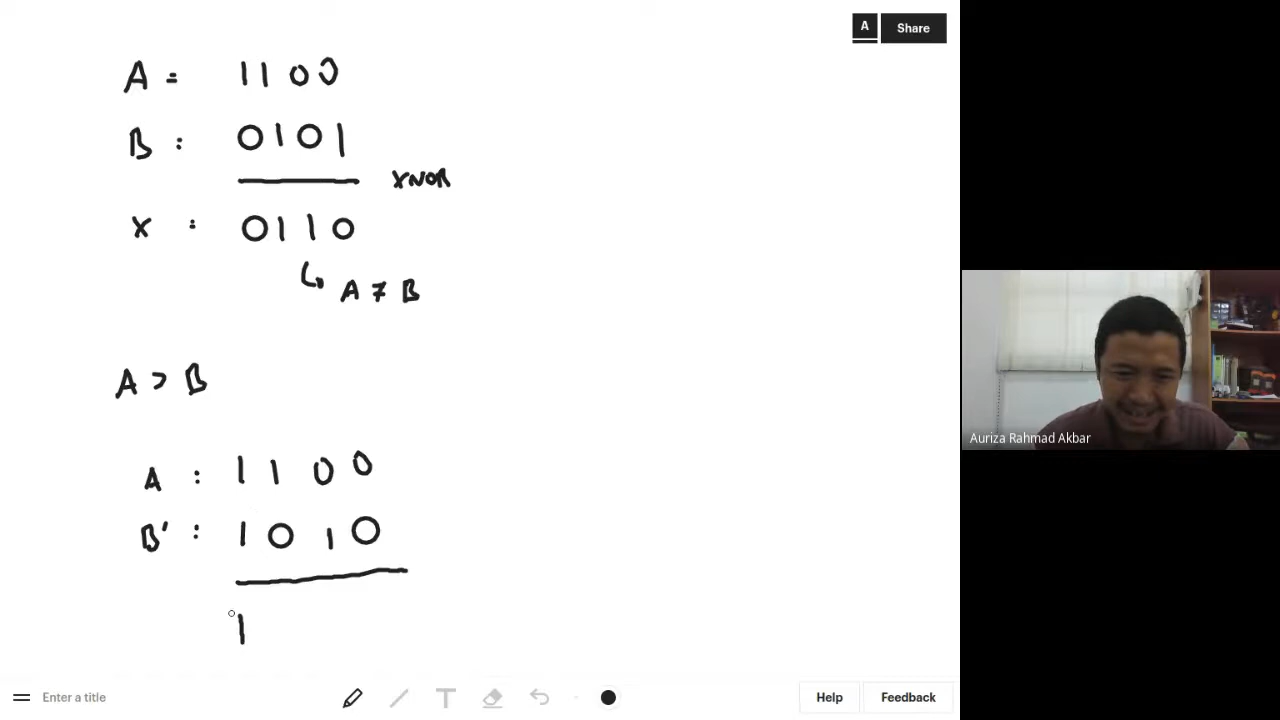 A Share
A = 1100
B : 0101
XNOR
X : 0110
↳ A ≠ B
A > B
A : 1100
B' : 1010
1
Auriza Rahmad Akbar
Enter a title
T
Help
Feedback